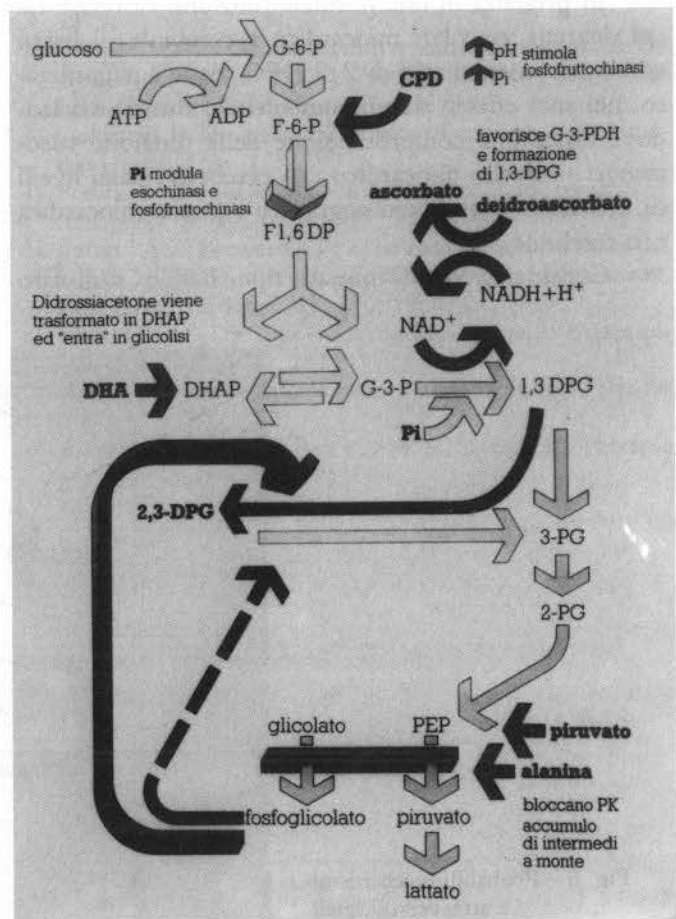 glucoso
G-6-P
ATP
ADP
CPD
pH stimola
Pi fosfofruttochinasi
F-6-P
favorisce G-3-PDH
e formazione
di 1,3-DPG
Pi modula
esochinasi e
fosfofruttochinasi
ascorbato
deidroascorbato
F1,6 DP
NADH+H⁺
Didrossiacetone viene
trasformato in DHAP
ed "entra" in glicolisi
NAD⁺
DHA
DHAP
G-3-P
1,3 DPG
Pi
2,3-DPG
3-PG
2-PG
glicolato
PEP
piruvato
alanina
fosfoglicolato
piruvato
bloccano PK
accumulo
di intermedi
a monte
lattato